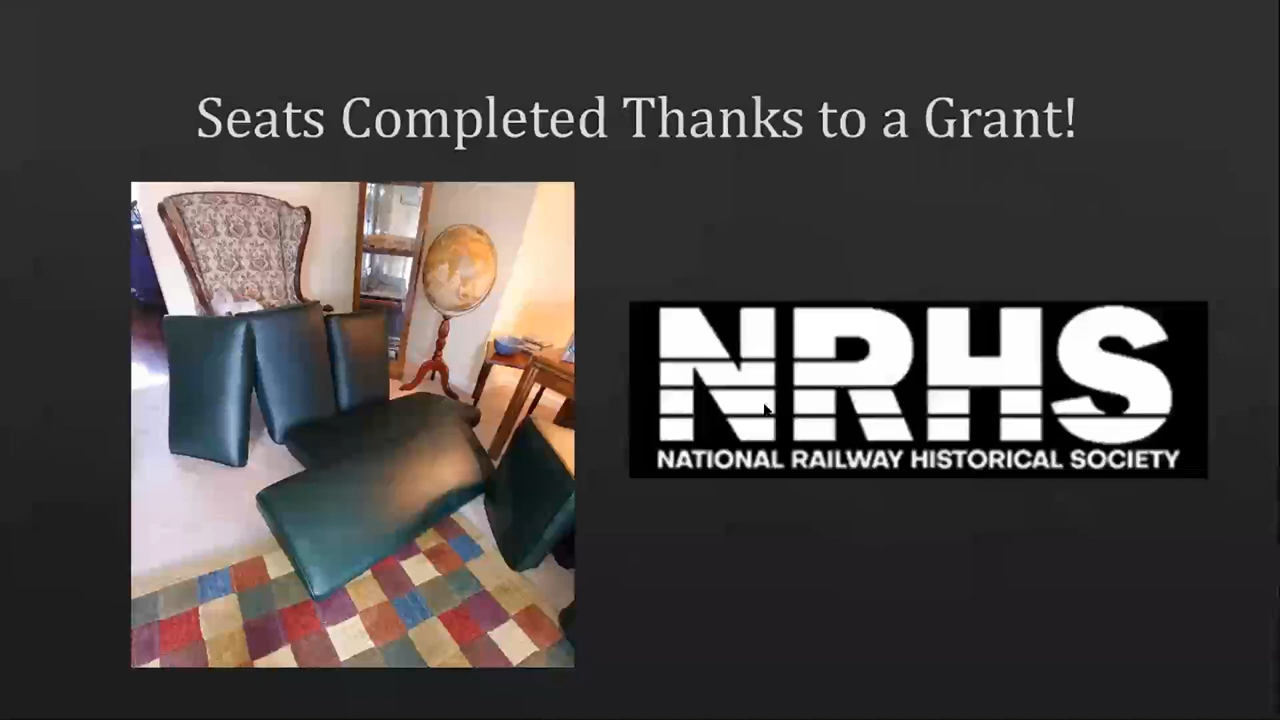 Seats Completed Thanks to a Grant!
NRHS
NATIONAL RAILWAY HISTORICAL SOCIETY